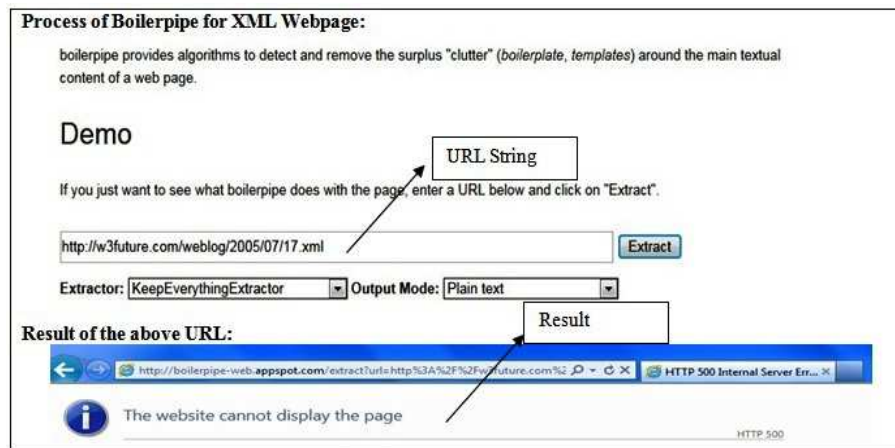 Process of Boilerpipe for XML Webpage:
boilerpipe provides algorithms to detect and remove the surplus "clutter" (boilerplate, templates) around the main textual
content of a web page.
Demo
URL String
If you just want to see what boilerpipe does with the page, enter a URL below and click on "Extract".
http://w3future.com/weblog/2005/07/17.xml Extract
Extractor: KeepEverythingExtractor Output Mode: Plain text
Result
Result of the above URL:
http://boilerpipe-web.appspot.com/extract?url=http%3A%2F%2Fw3future.com%2 HTTP 500 Internal Server Err...
The website cannot display the page
HTTP 500